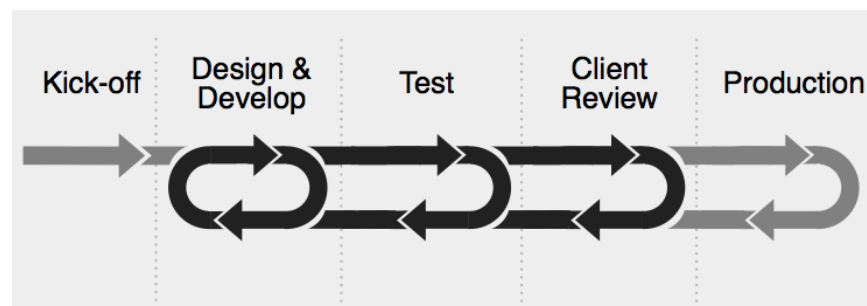 Kick-off
Design &
Develop
Test
Client
Review
Production